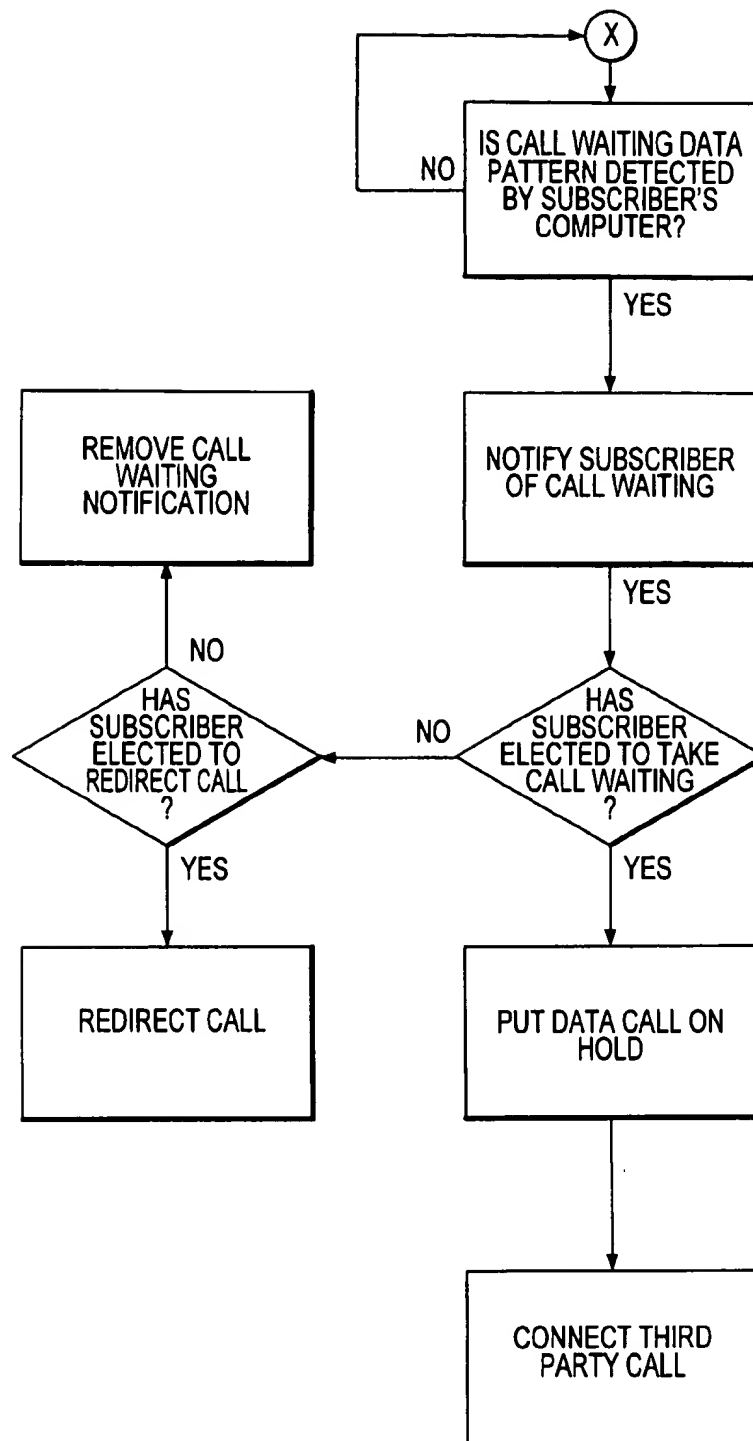 X
IS CALL WAITING DATA
PATTERN DETECTED
BY SUBSCRIBER'S
COMPUTER?
NO
YES
REMOVE CALL
WAITING
NOTIFICATION
NOTIFY SUBSCRIBER
OF CALL WAITING
YES
NO
HAS
SUBSCRIBER
ELECTED TO
REDIRECT CALL
?
NO
HAS
SUBSCRIBER
ELECTED TO TAKE
CALL WAITING
?
YES
YES
REDIRECT CALL
PUT DATA CALL ON
HOLD
CONNECT THIRD
PARTY CALL